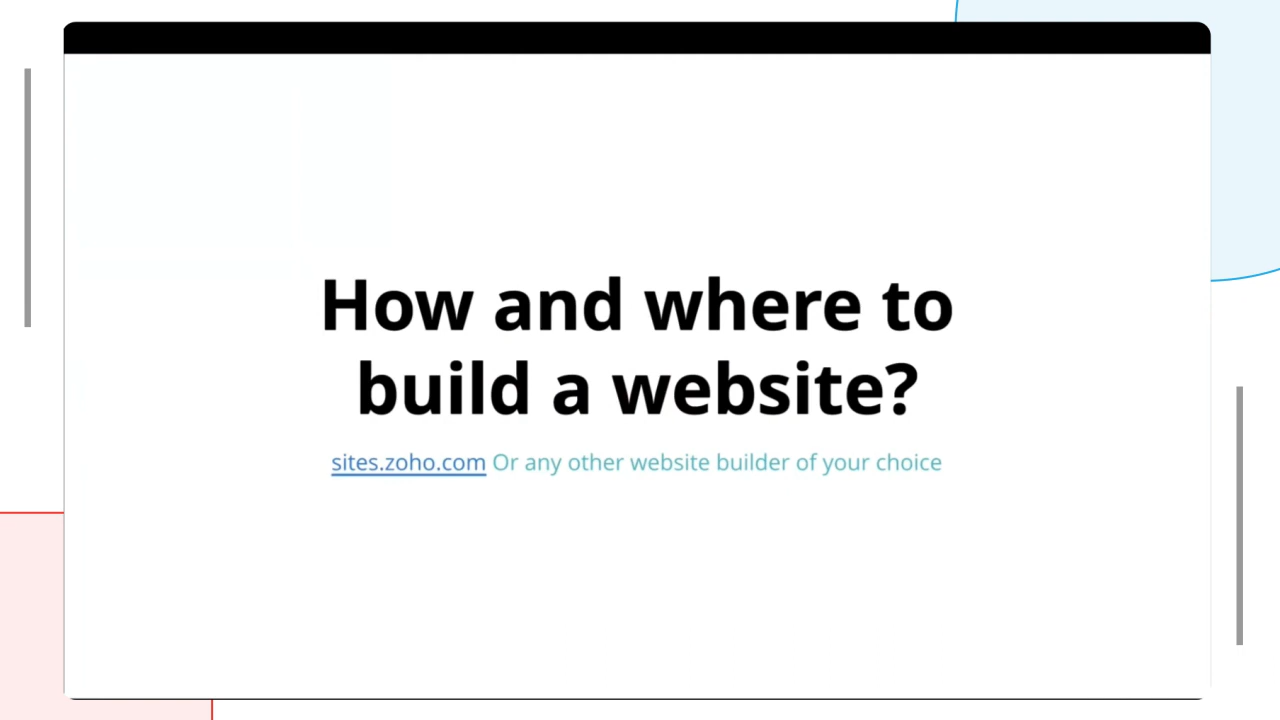 How and where to
build a website?
sites.zoho.com Or any other website builder of your choice